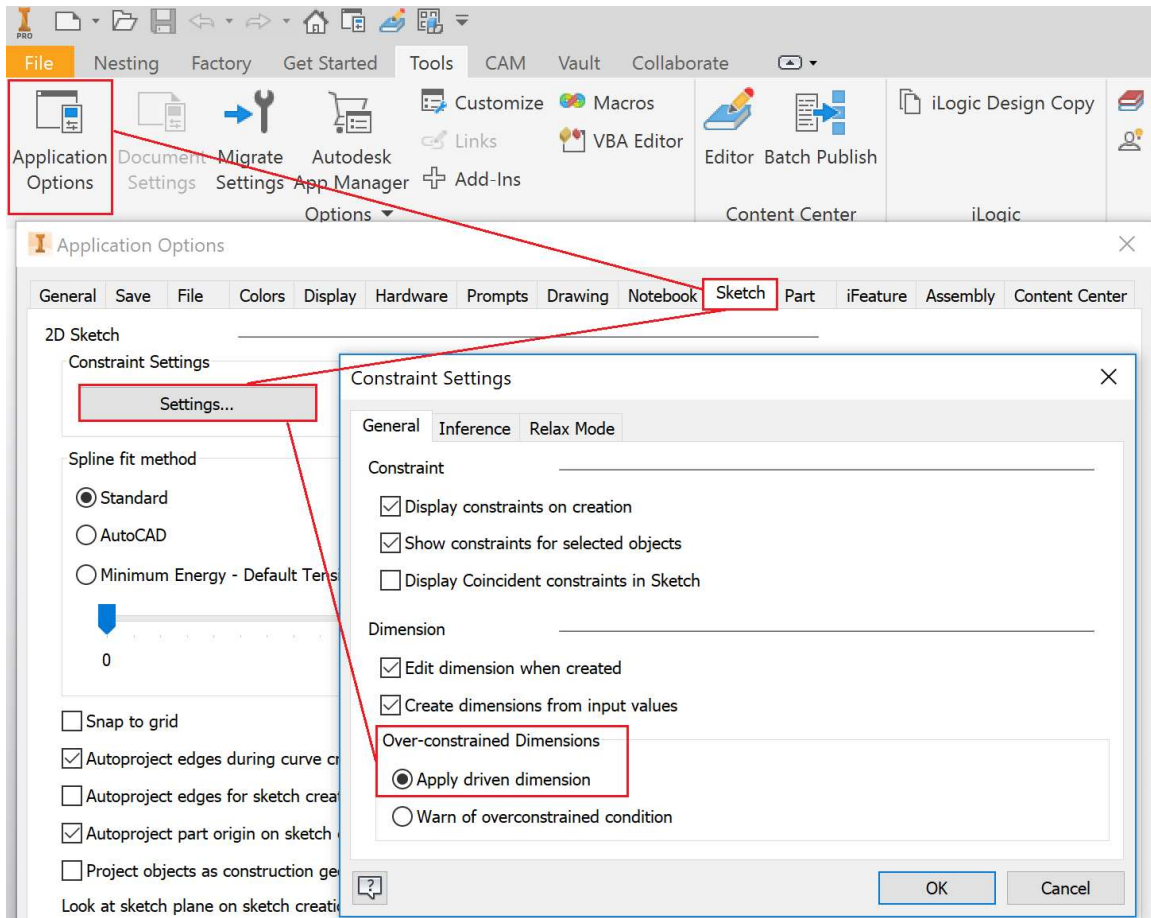 PRO
File Nesting Factory Get Started Tools CAM Vault Collaborate
Application Options
Document Settings
Migrate Settings
Autodesk App Manager
Customize
Links
Add-Ins
Macros
VBA Editor
Editor
Batch Publish
iLogic Design Copy
Options
Content Center
iLogic
I Application Options
General Save File Colors Display Hardware Prompts Drawing Notebook Sketch Part iFeature Assembly Content Center
2D Sketch
Constraint Settings
Settings...
Spline fit method
Standard
AutoCAD
Minimum Energy - Default Tensi
0
Snap to grid
Autoproject edges during curve cr
Autoproject edges for sketch crea
Autoproject part origin on sketch
Project objects as construction ge
Look at sketch plane on sketch creati
Constraint Settings
General Inference Relax Mode
Constraint
Display constraints on creation
Show constraints for selected objects
Display Coincident constraints in Sketch
Dimension
Edit dimension when created
Create dimensions from input values
Over-constrained Dimensions
Apply driven dimension
Warn of overconstrained condition
?
OK Cancel